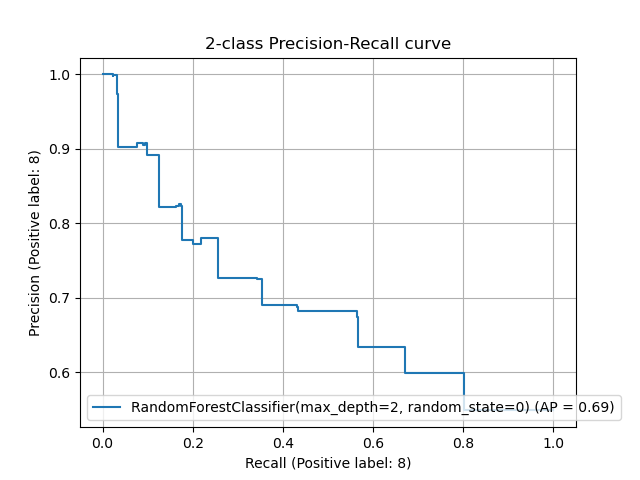 2-class Precision-Recall curve
1.0
0.9
0.8
0.7
0.6
Precision (Positive label: 8)
RandomForestClassifier(max_depth=2, random_state=0) (AP = 0.69)
0.0 0.2 0.4 0.6 0.8 1.0
Recall (Positive label: 8)